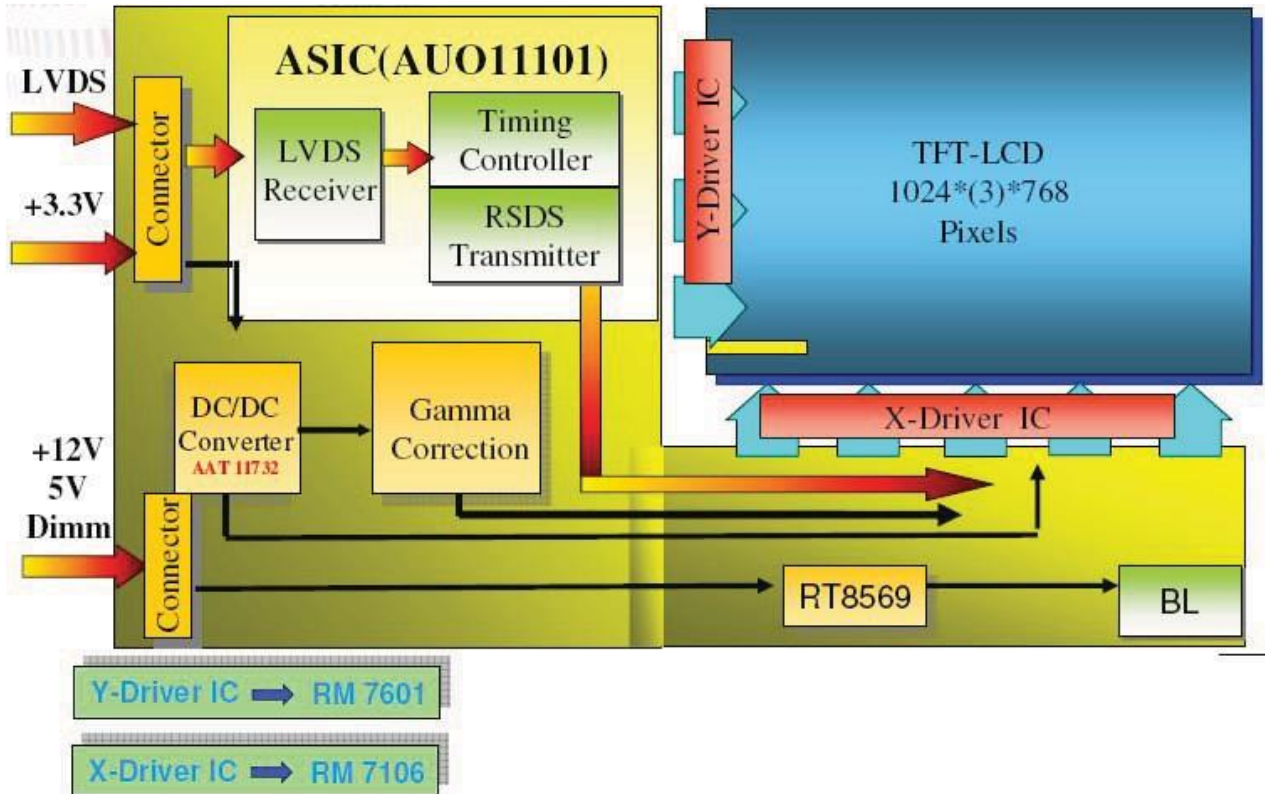 LVDS
+3.3V
Connector
ASIC(AUO11101)
LVDS
Receiver
Timing
Controller
RSDS
Transmitter
Y-Driver IC
TFT-LCD
1024*(3)*768
Pixels
X-Driver IC
DC/DC
Converter
AAT 11732
Gamma
Correction
+12V
5V
Dimm
Connector
RT8569
BL
Y-Driver IC RM 7601
X-Driver IC RM 7106